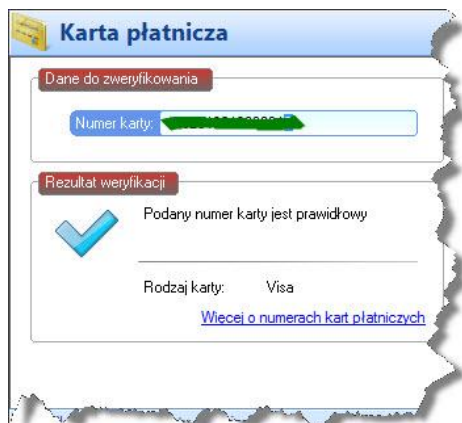 Karta płatnicza
Dane do zweryfikowania
Numer karty:
Rezultat weryfikacji
Podany numer karty jest prawidłowy
Rodzaj karty: Visa
Więcej o numerach kart płatniczych